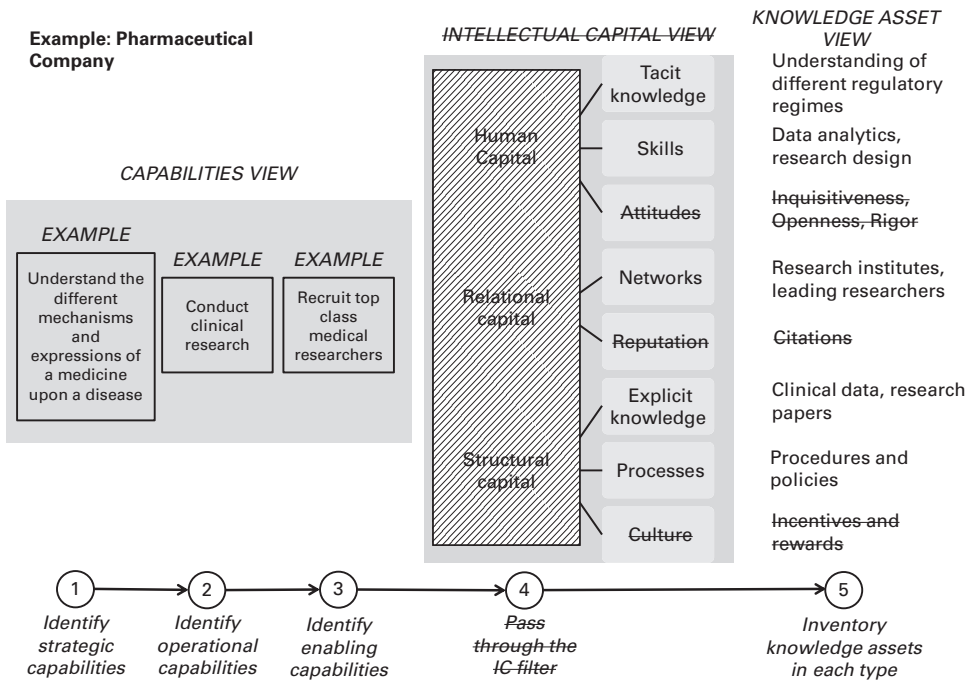 Example: Pharmaceutical
Company
INTELLECTUAL CAPITAL VIEW
KNOWLEDGE ASSET
VIEW
CAPABILITIES VIEW
EXAMPLE
Understand the
different
mechanisms
and
expressions of
a medicine
upon a disease
EXAMPLE
Conduct
clinical
research
EXAMPLE
Recruit top
class
medical
researchers
Human
Capital
Tacit
knowledge
Understanding of
different regulatory
regimes
Skills
Data analytics,
research design
Attitudes
Inquisitiveness,
Openness, Rigor
Relational
capital
Networks
Research institutes,
leading researchers
Reputation
Citations
Structural
capital
Explicit
knowledge
Clinical data, research
papers
Processes
Procedures and
policies
Culture
Incentives and
rewards
1
Identify
strategic
capabilities
2
Identify
operational
capabilities
3
Identify
enabling
capabilities
4
Pass
through the
IC filter
5
Inventory
knowledge assets
in each type